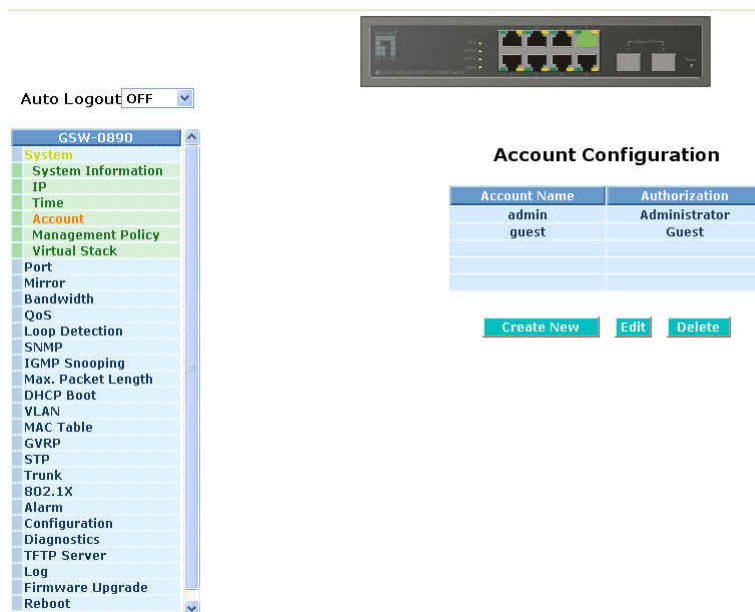 Auto Logout OFF
GSW-0890
System
System Information
IP
Time
Account
Management Policy
Virtual Stack
Port
Mirror
Bandwidth
QoS
Loop Detection
SNMP
IGMP Snooping
Max. Packet Length
DHCP Boot
VLAN
MAC Table
GVRP
STP
Trunk
802.1X
Alarm
Configuration
Diagnostics
TFTP Server
Log
Firmware Upgrade
Reboot
Account Configuration
Account Name Authorization
admin Administrator
guest Guest
Create New Edit Delete